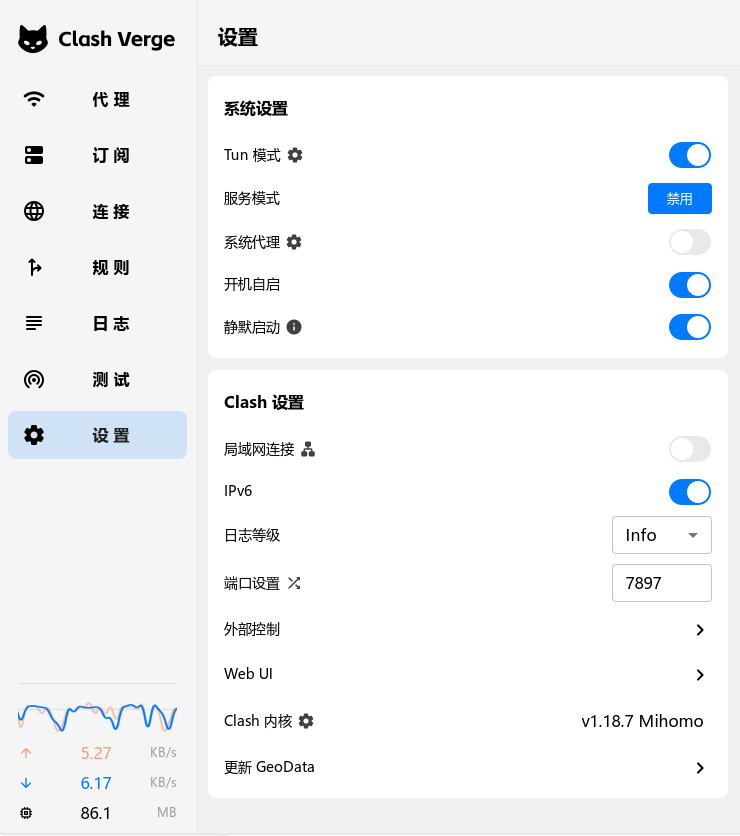 Clash Verge
代理
订阅
连接
规则
日志
测试
设置
5.27 KB/s
6.17 KB/s
86.1 MB
设置
系统设置
Tun 模式
服务模式 禁用
系统代理
开机自启
静默启动
Clash 设置
局域网连接
IPv6
日志等级 Info
端口设置 7897
外部控制
Web UI
Clash 内核 v1.18.7 Mihomo
更新 GeoData